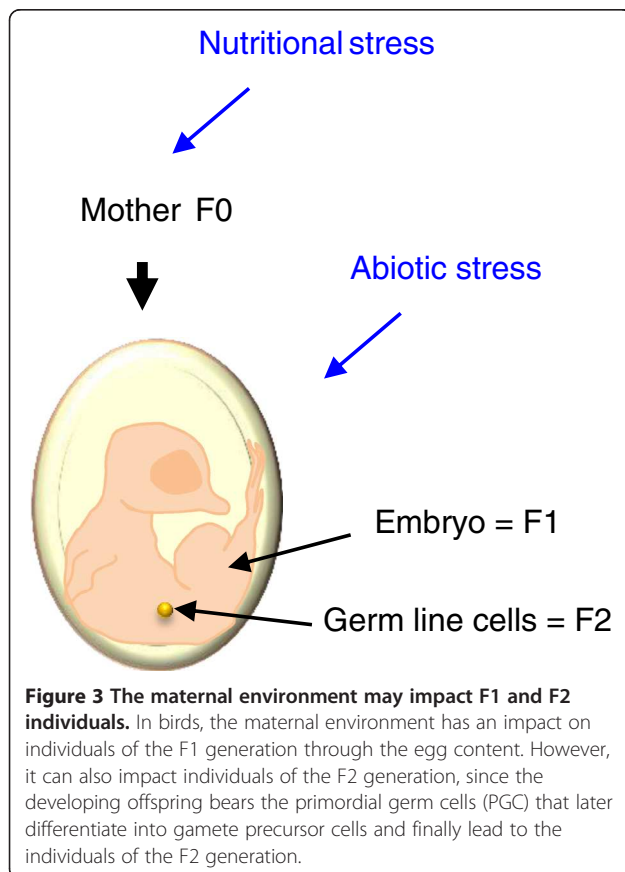 Nutritional stress
Mother F0
Abiotic stress
Embryo = F1
Germ line cells = F2
Figure 3 The maternal environment may impact F1 and F2
individuals. In birds, the maternal environment has an impact on
individuals of the F1 generation through the egg content. However,
it can also impact individuals of the F2 generation, since the
developing offspring bears the primordial germ cells (PGC) that later
differentiate into gamete precursor cells and finally lead to the
individuals of the F2 generation.